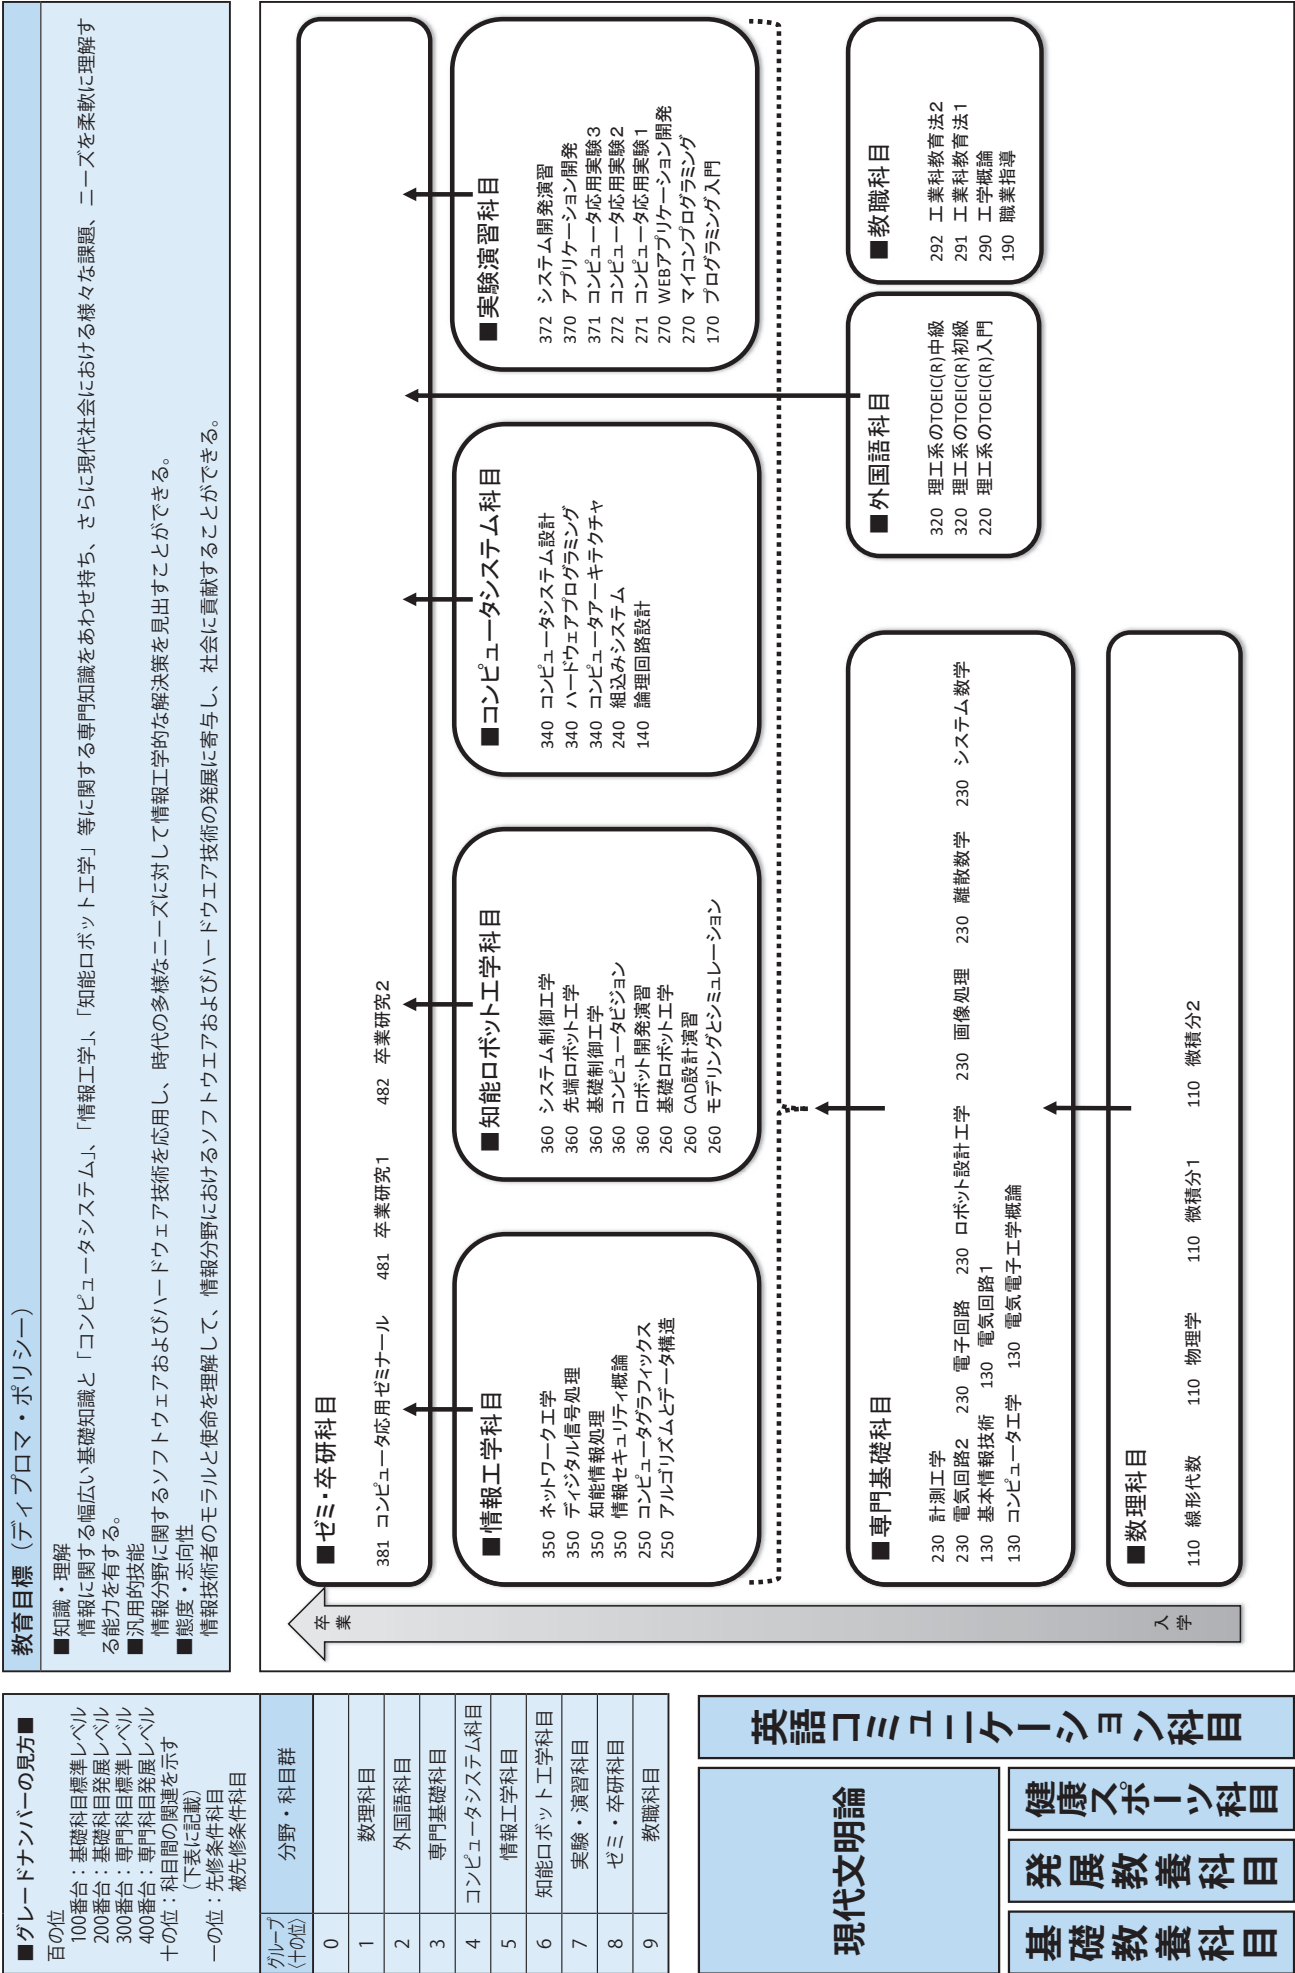 教育目標（ディプロマ・ポリシー）
■知識・理解
情報に関する幅広い基礎知識と「コンピュータシステム」、「情報工学」、「知能ロボット工学」等に関する専門知識をあわせ持ち、さらに現代社会における様々な課題、ニーズを柔軟に理解す
る能力を有する。
■汎用的技能
情報分野に関するソフトウェアおよびハードウェア技術を応用し、時代の多様なニーズに対して情報工学的な解決策を見出すことができる。
■態度・志向性
情報技術者のモラルと使命を理解して、情報分野におけるソフトウエアおよびハードウエア技術の発展に寄与し、社会に貢献することができる。
■グレードナンバーの見方■
百の位
100番台：基礎科目標準レベル
200番台：基礎科目発展レベル
300番台：専門科目標準レベル
400番台：専門科目発展レベル
十の位：科目間の関連を示す
（下表に記載）
一の位：先修条件科目
被先修条件科目
グループ
（十の位）
分野・科目群
0
1 数理科目
2 外国語科目
3 専門基礎科目
4 コンピュータシステム科目
5 情報工学科目
6 知能ロボット工学科目
7 実験・演習科目
8 ゼミ・卒研科目
9 教職科目
卒業
入学
■ゼミ・卒研科目
381 コンピュータ応用ゼミナール 481 卒業研究1 482 卒業研究2
■情報工学科目
350 ネットワーク工学
350 ディジタル信号処理
350 知能情報処理
350 情報セキュリティ概論
250 コンピュータグラフィックス
250 アルゴリズムとデータ構造
■知能ロボット工学科目
360 システム制御工学
360 先端ロボット工学
360 基礎制御工学
360 コンピュータビジョン
360 ロボット開発演習
260 基礎ロボット工学
260 CAD設計演習
260 モデリングとシミュレーション
■コンピュータシステム科目
340 コンピュータシステム設計
340 ハードウェアプログラミング
340 コンピュータアーキテクチャ
240 組込みシステム
140 論理回路設計
■実験演習科目
372 システム開発演習
370 アプリケーション開発
371 コンピュータ応用実験3
272 コンピュータ応用実験2
271 コンピュータ応用実験1
270 WEBアプリケーション開発
270 マイコンプログラミング
170 プログラミング入門
■専門基礎科目
230 計測工学
230 電気回路2 230 電子回路 230 ロボット設計工学 230 画像処理 230 離散数学 230 システム数学
130 基本情報技術 130 電気回路1
130 コンピュータ工学 130 電気電子工学概論
■外国語科目
320 理工系のTOEIC(R)中級
320 理工系のTOEIC(R)初級
220 理工系のTOEIC(R)入門
■教職科目
292 工業科教育法2
291 工業科教育法1
290 工学概論
190 職業指導
■数理科目
110 線形代数 110 物理学 110 微積分1 110 微積分2
英語コミュニケーション科目
現代文明論
基礎教養科目
発展教養科目
健康スポーツ科目